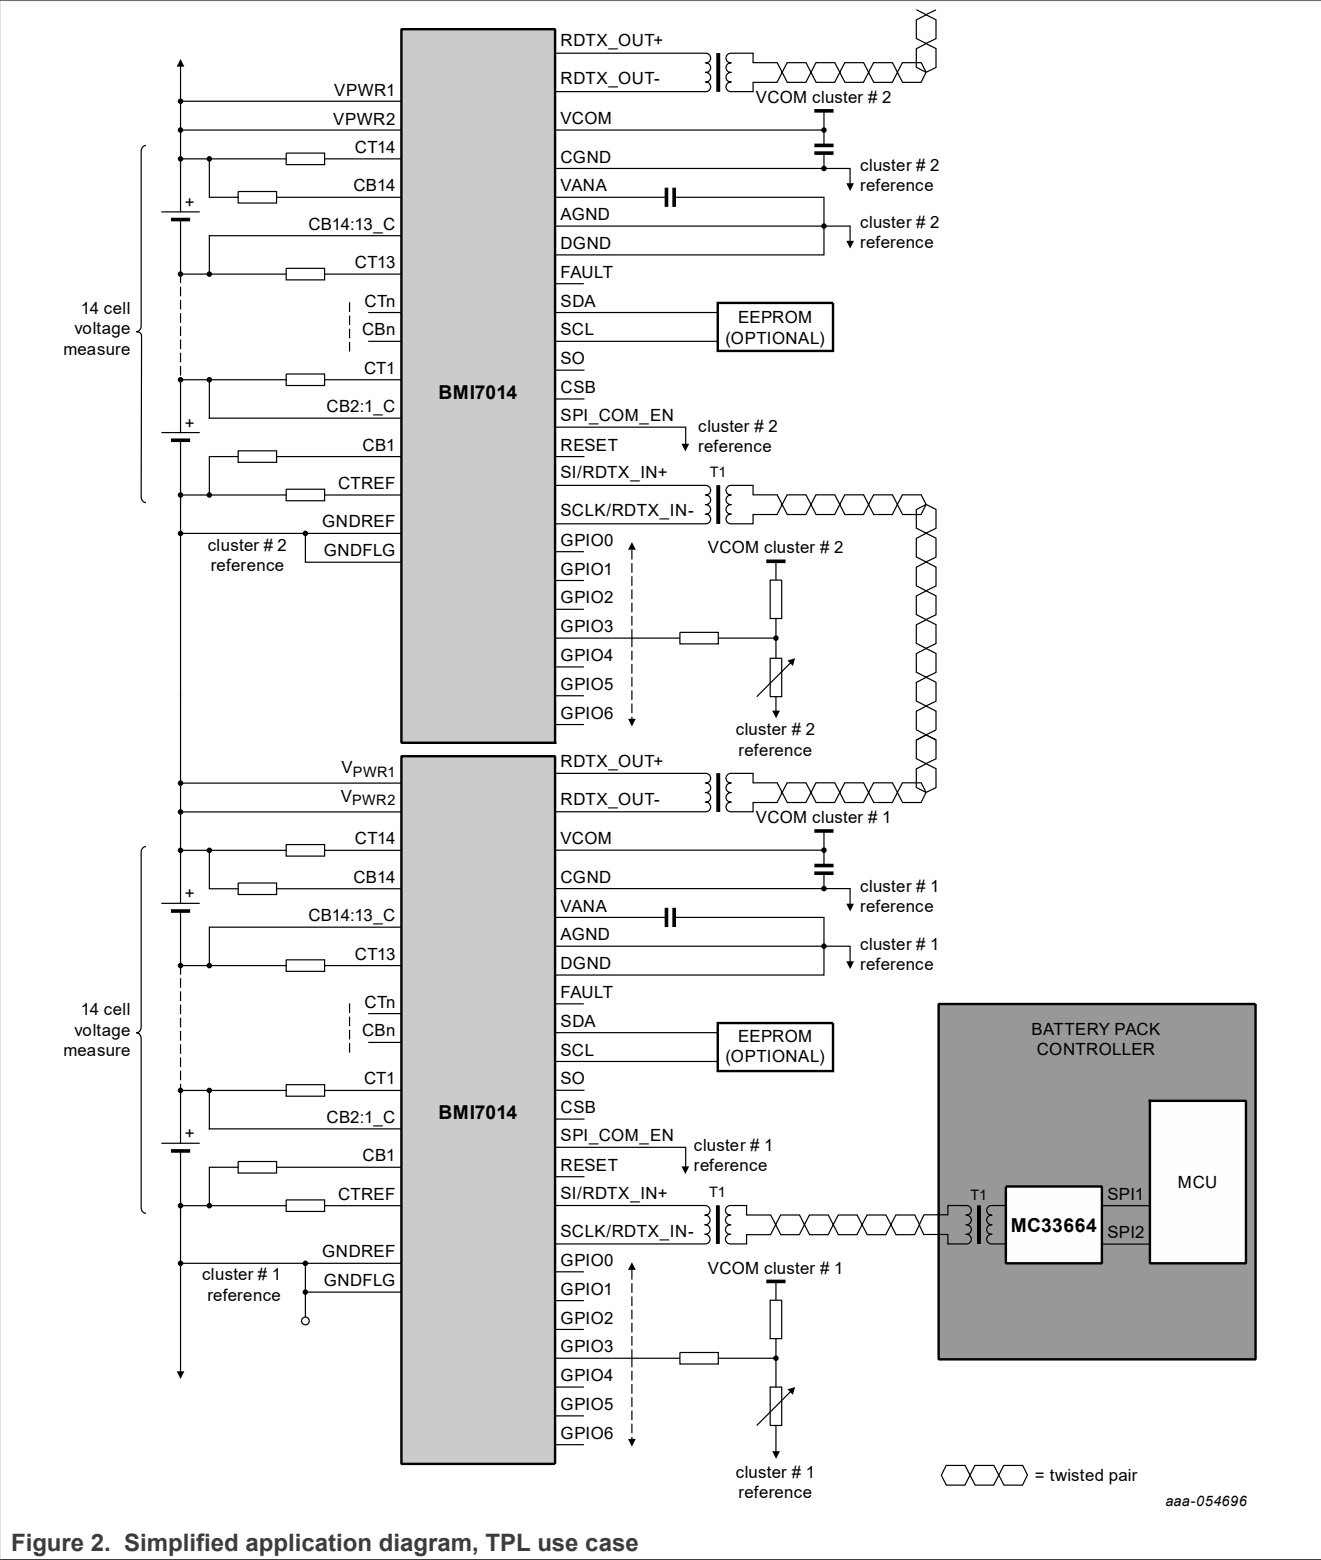 RDTX_OUT+
RDTX_OUT-
VCOM cluster # 2
VPWR1
VPWR2
VCOM
CT14
CGND
cluster # 2
reference
CB14
VANA
AGND
cluster # 2
reference
CB14:13_C
DGND
CT13
FAULT
14 cell
voltage
measure
CTn
SDA
EEPROM
(OPTIONAL)
CBn
SCL
SO
CT1
BMI7014
CSB
CB2:1_C
SPI_COM_EN
cluster # 2
reference
CB1
RESET
SI/RDTX_IN+
T1
CTREF
SCLK/RDTX_IN-
GNDREF
cluster # 2
reference
GNDFLG
GPIO0
VCOM cluster # 2
GPIO1
GPIO2
GPIO3
GPIO4
GPIO5
GPIO6
cluster # 2
reference
RDTX_OUT+
VPWR1
VPWR2
RDTX_OUT-
VCOM cluster # 1
CT14
VCOM
CB14
CGND
cluster # 1
reference
VANA
CB14:13_C
AGND
cluster # 1
reference
CT13
DGND
14 cell
voltage
measure
CTn
FAULT
CBn
SDA
EEPROM
(OPTIONAL)
SCL
BATTERY PACK
CONTROLLER
CT1
SO
BMI7014
CSB
CB2:1_C
SPI_COM_EN
cluster # 1
reference
CB1
RESET
MCU
CTREF
SI/RDTX_IN+
T1
T1
SPI1
MC33664
SCLK/RDTX_IN-
SPI2
GNDREF
cluster # 1
reference
GNDFLG
GPIO0
VCOM cluster # 1
GPIO1
GPIO2
GPIO3
GPIO4
GPIO5
GPIO6
cluster # 1
reference
= twisted pair
aaa-054696
Figure 2. Simplified application diagram, TPL use case